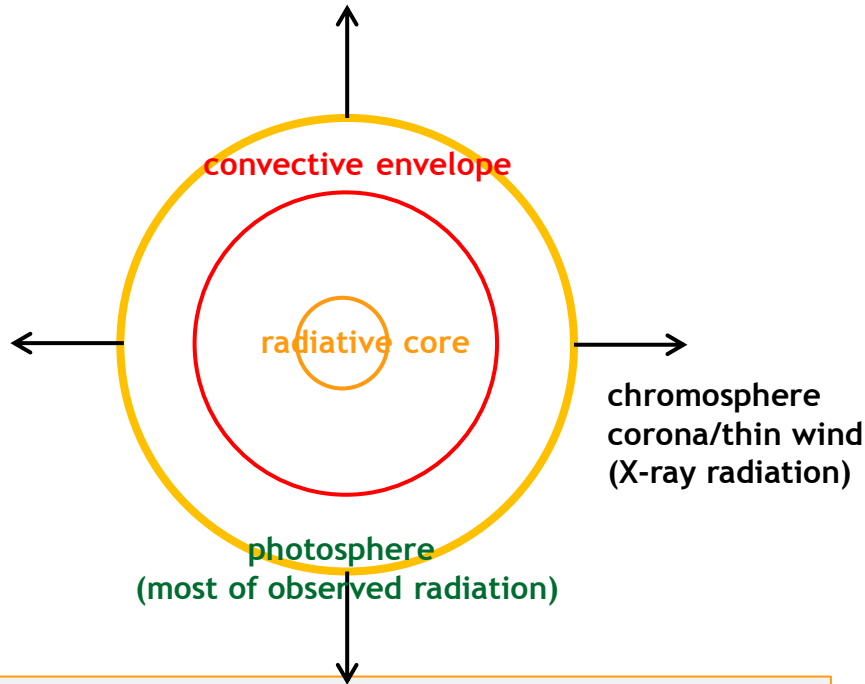 convective envelope
radiative core
chromosphere
corona/thin wind
(X-ray radiation)
photosphere
(most of observed radiation)